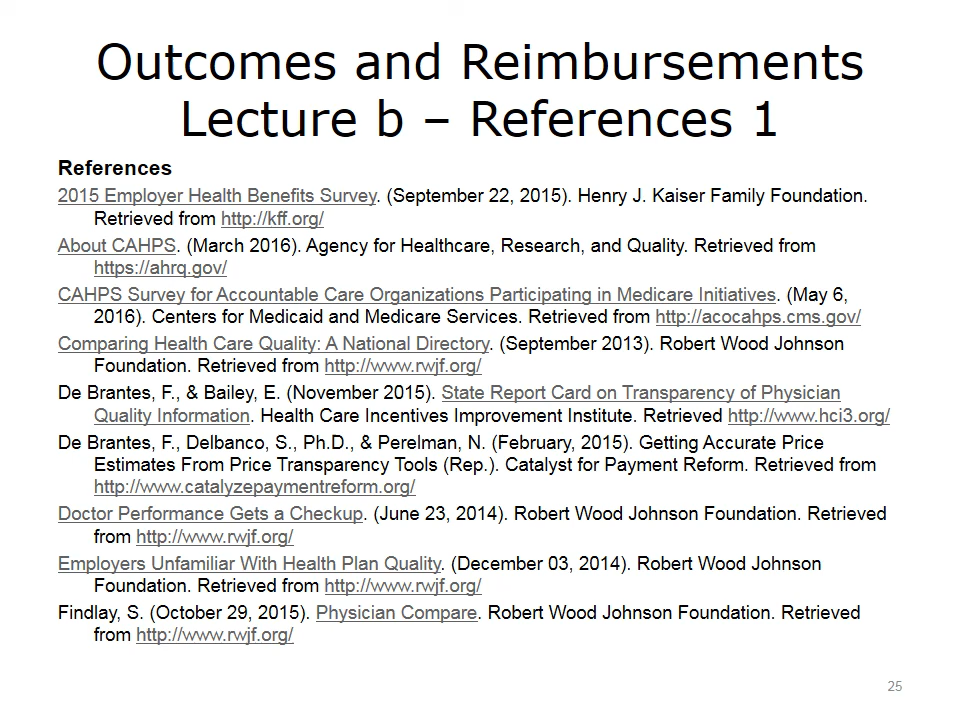 Outcomes and Reimbursements
Lecture b – References 1
References
2015 Employer Health Benefits Survey. (September 22, 2015). Henry J. Kaiser Family Foundation.
Retrieved from http://kff.org/
About CAHPS. (March 2016). Agency for Healthcare, Research, and Quality. Retrieved from
https://ahrq.gov/
CAHPS Survey for Accountable Care Organizations Participating in Medicare Initiatives. (May 6,
2016). Centers for Medicaid and Medicare Services. Retrieved from http://acocahps.cms.gov/
Comparing Health Care Quality: A National Directory. (September 2013). Robert Wood Johnson
Foundation. Retrieved from http://www.rwjf.org/
De Brantes, F., & Bailey, E. (November 2015). State Report Card on Transparency of Physician
Quality Information. Health Care Incentives Improvement Institute. Retrieved http://www.hci3.org/
De Brantes, F., Delbanco, S., Ph.D., & Perelman, N. (February, 2015). Getting Accurate Price
Estimates From Price Transparency Tools (Rep.). Catalyst for Payment Reform. Retrieved from
http://www.catalyzepaymentreform.org/
Doctor Performance Gets a Checkup. (June 23, 2014). Robert Wood Johnson Foundation. Retrieved
from http://www.rwjf.org/
Employers Unfamiliar With Health Plan Quality. (December 03, 2014). Robert Wood Johnson
Foundation. Retrieved from http://www.rwjf.org/
Findlay, S. (October 29, 2015). Physician Compare. Robert Wood Johnson Foundation. Retrieved
from http://www.rwjf.org/
25